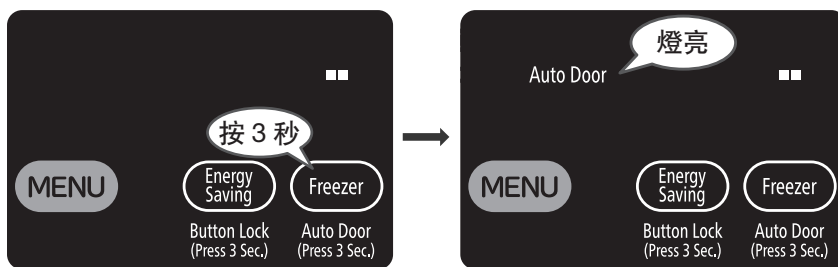 按 3 秒
MENU
Energy
Saving
Freezer
Button Lock
(Press 3 Sec.)
Auto Door
(Press 3 Sec.)
燈亮
Auto Door
MENU
Energy
Saving
Freezer
Button Lock
(Press 3 Sec.)
Auto Door
(Press 3 Sec.)